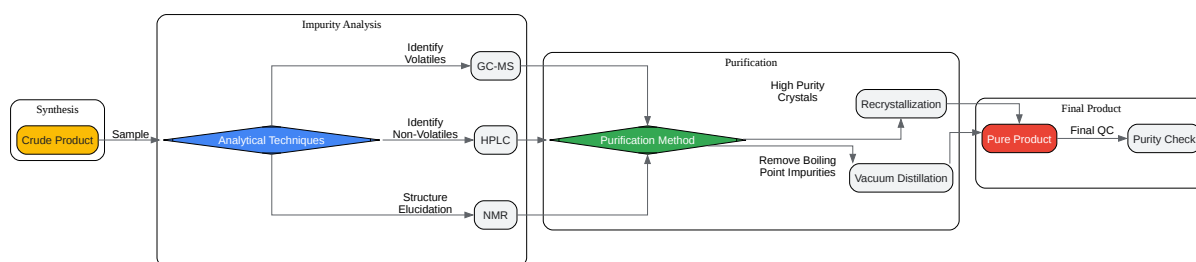 Synthesis
Crude Product
Sample
Impurity Analysis
Analytical Techniques
Identify
Volatiles
GC-MS
Identify
Non-Volatiles
HPLC
Structure
Elucidation
NMR
Purification
Purification Method
High Purity
Crystals
Recrystallization
Remove Boiling
Point Impurities
Vacuum Distillation
Final Product
Pure Product
Final QC
Purity Check